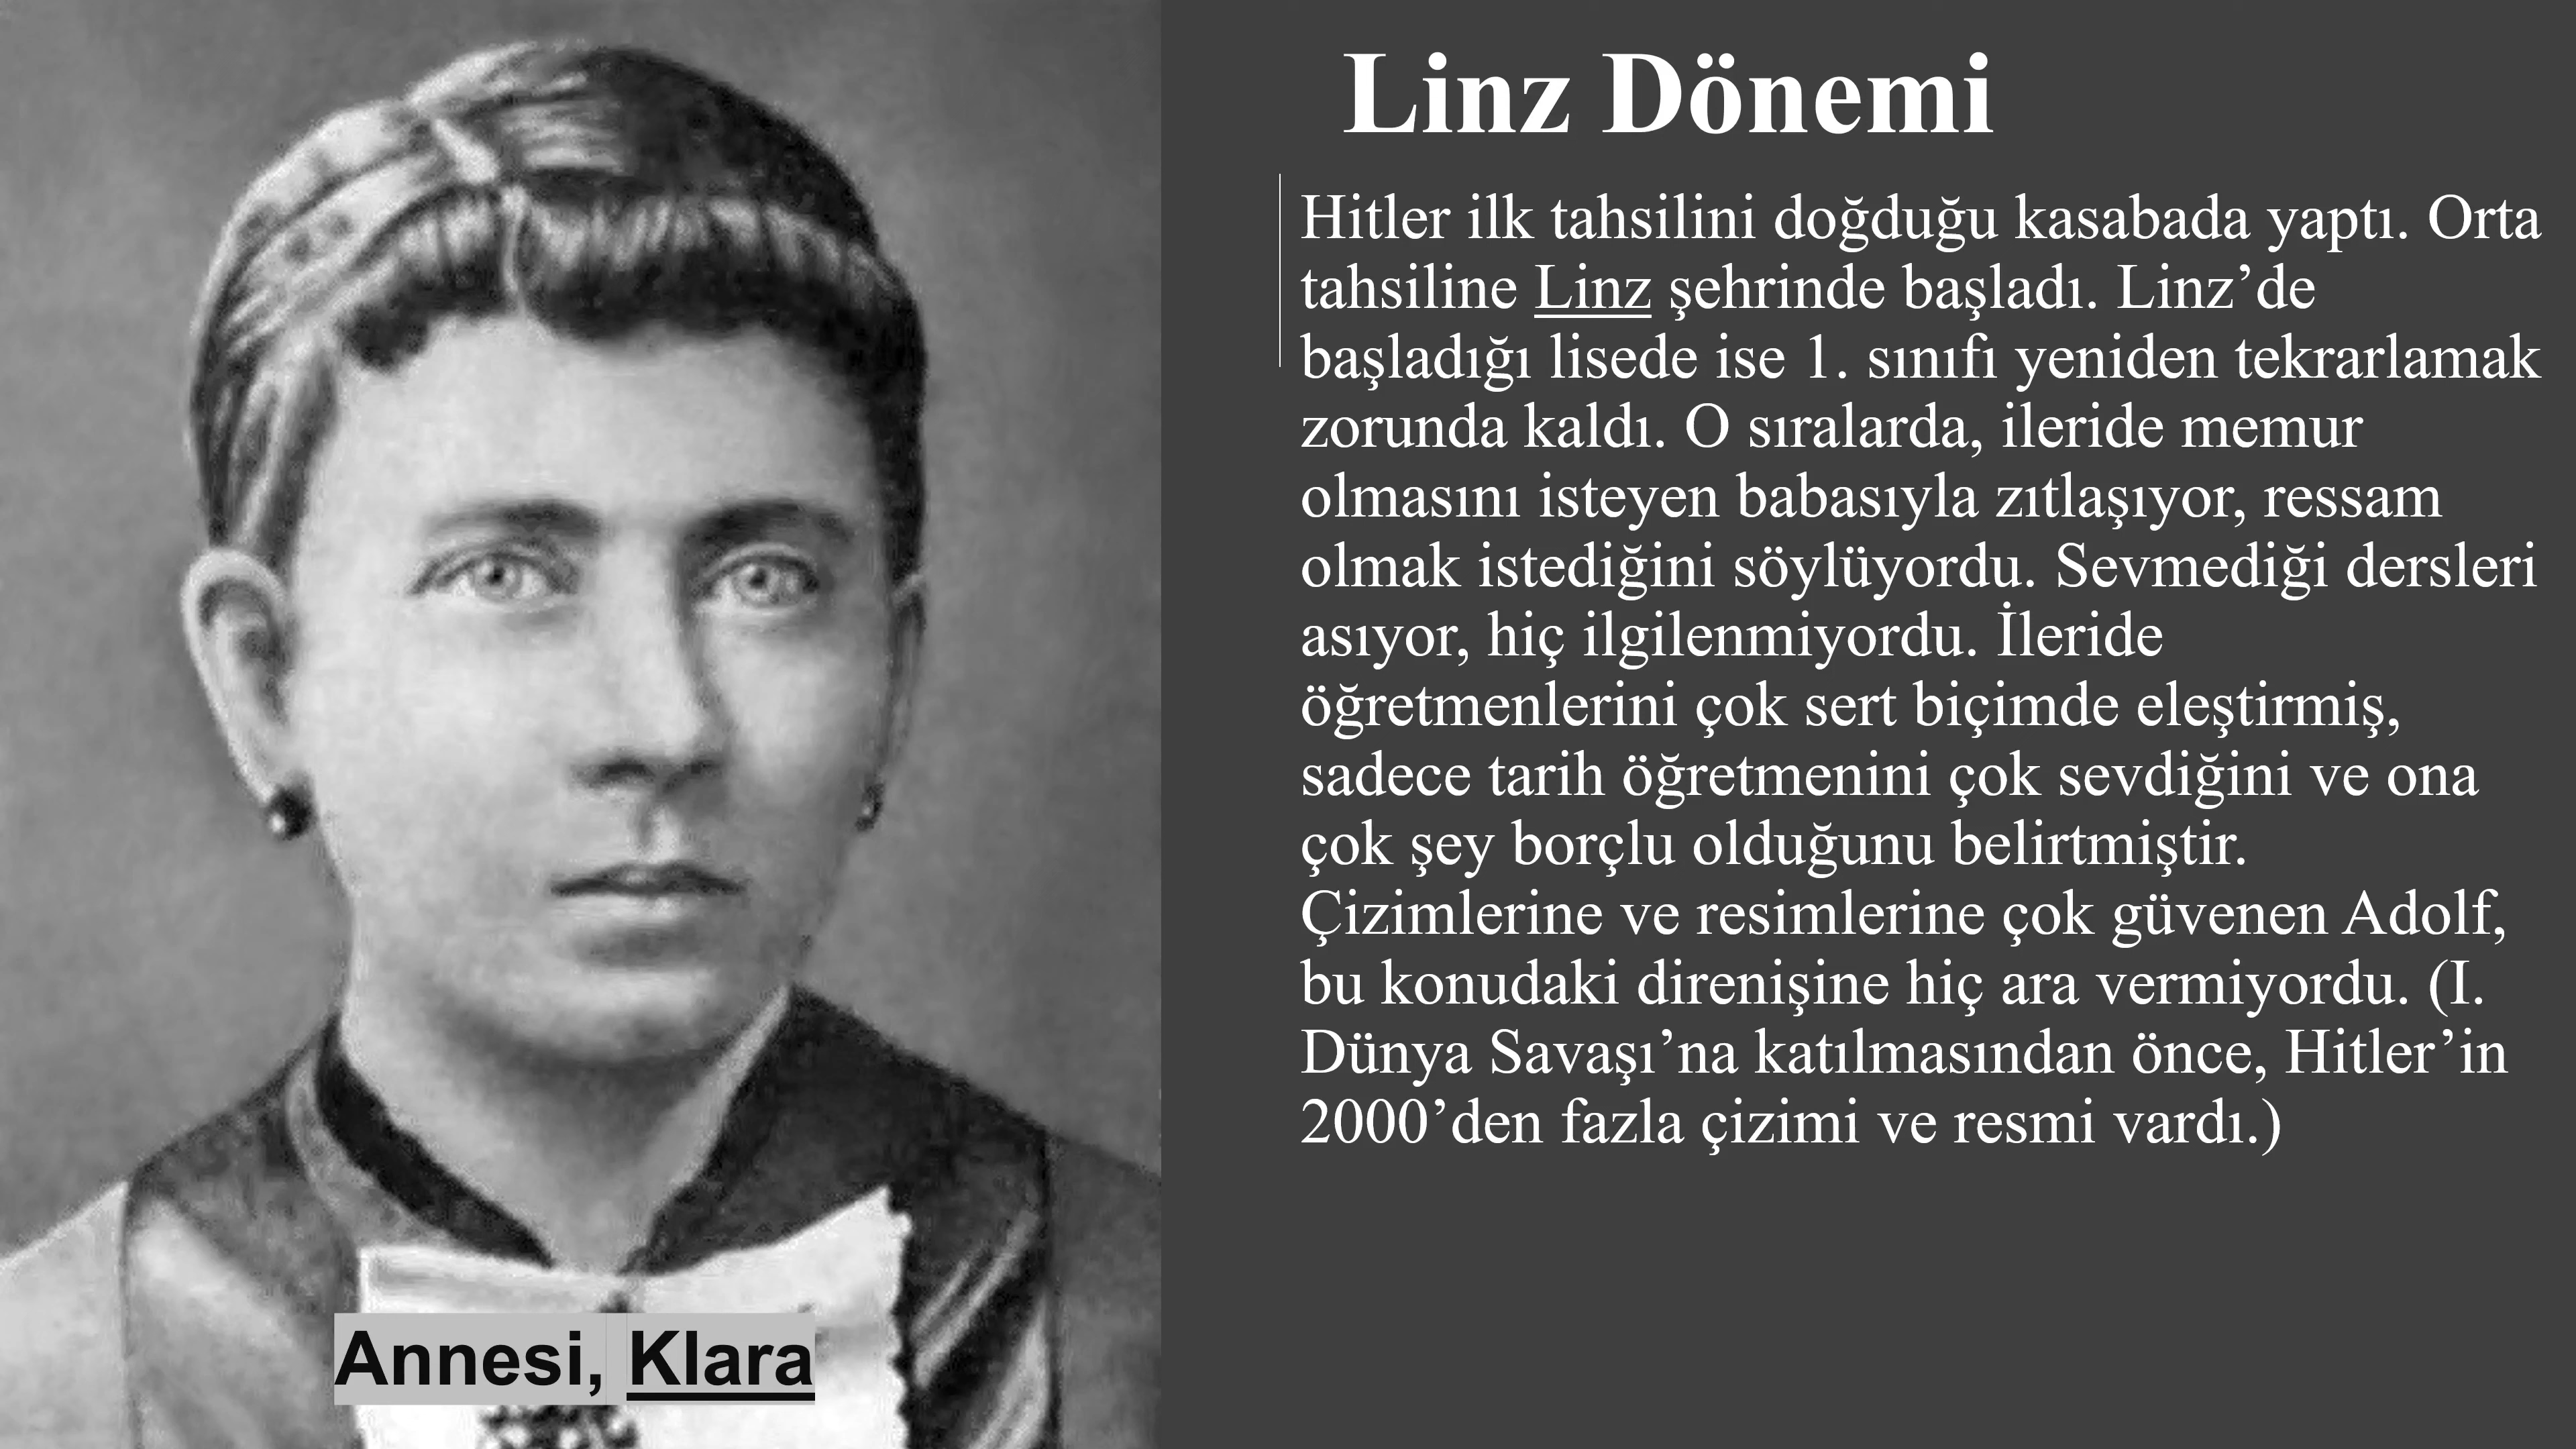 Linz Dönemi
Hitler ilk tahsilini doğduğu kasabada yaptı. Orta
tahsiline Linz şehrinde başladı. Linz’de
başladığı lisede ise 1. sınıfı yeniden tekrarlamak
zorunda kaldı. O sıralarda, ileride memur
olmasını isteyen babasıyla zıtlaşıyor, ressam
olmak istediğini söylüyordu. Sevmediği dersleri
asıyor, hiç ilgilenmiyordu. İleride
öğretmenlerini çok sert biçimde eleştirmiş,
sadece tarih öğretmenini çok sevdiğini ve ona
çok şey borçlu olduğunu belirtmiştir.
Çizimlerine ve resimlerine çok güvenen Adolf,
bu konudaki direnişine hiç ara vermiyordu. (I.
Dünya Savaşı’na katılmasından önce, Hitler’in
2000’den fazla çizimi ve resmi vardı.)
Annesi, Klara